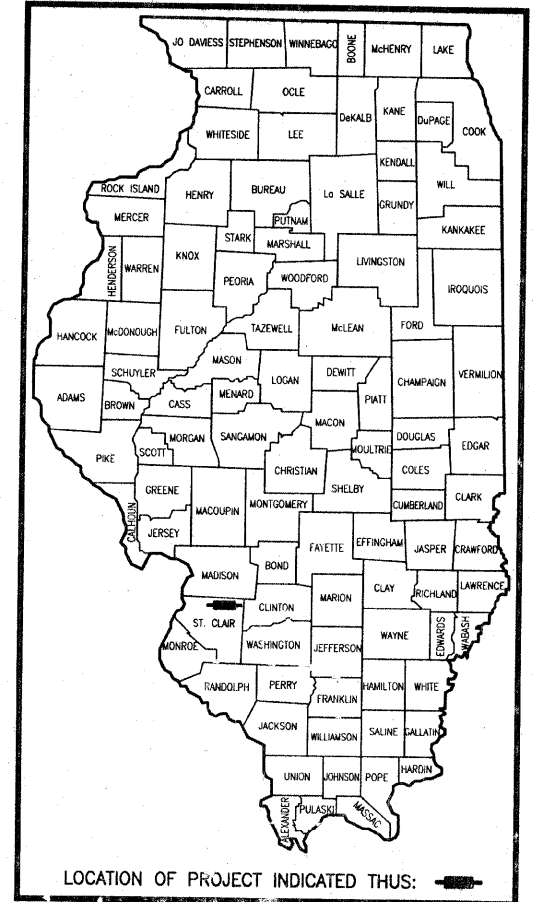 JO DAVIESS STEPHENSON WINNEBAGO BOONE McHENRY LAKE
CARROLL OCLE DeKALB KANE DuPAGE COOK
WHITESIDE LEE
KENDALL
ROCK ISLAND HENRY BUREAU La SALLE GRUNDY WILL
MERCER PUTNAM
STARK MARSHALL KANKAKEE
HENDERSON WARREN KNOX PEORIA WOODFORD LIVINGSTON IROQUOIS
HANCOCK McDONOUGH FULTON TAZEWELL McLEAN FORD
MASON
SCHUYLER LOGAN DEWITT CHAMPAIGN VERMILION
ADAMS BROWN CASS MENARD PIATT
MACON
MORGAN SANGAMON MOULTRIE DOUGLAS EDGAR
PIKE SCOTT CHRISTIAN COLES
GREENE SHELBY
MACOUPIN MONTGOMERY CUMBERLAND CLARK
CALHOUN JERSEY FAYETTE EFFINGHAM JASPER CRAWFORD
BOND
MADISON CLAY RICHLAND LAWRENCE
CLINTON MARION
ST. CLAIR WAYNE EDWARDS WABASH
MONROE WASHINGTON JEFFERSON
RANDOLPH PERRY HAMILTON WHITE
FRANKLIN
JACKSON SALINE GALLATIN
WILLIAMSON
UNION JOHNSON POPE HARDIN
ALEXANDER PULASKI MASSAC
LOCATION OF PROJECT INDICATED THUS: